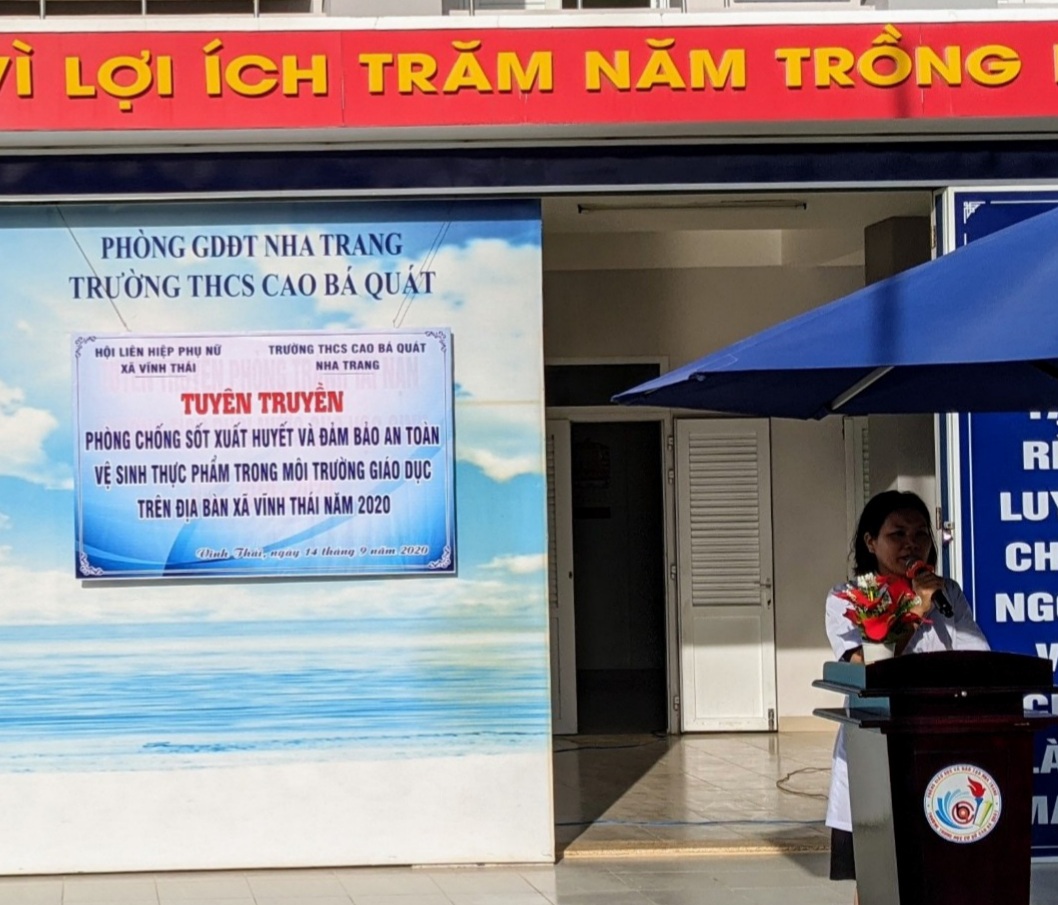 VÌ LỢI ÍCH TRĂM NĂM TRỒNG
PHÒNG GDĐT NHA TRANG
TRƯỜNG THCS CAO BÁ QUÁT
HỘI LIÊN HIỆP PHỤ NỮ
XÃ VĨNH THÁI
TRƯỜNG THCS CAO BÁ QUÁT
NHA TRANG
TUYÊN TRUYỀN
PHÒNG CHỐNG SỐT XUẤT HUYẾT VÀ ĐẢM BẢO AN TOÀN
VỆ SINH THỰC PHẨM TRONG MÔI TRƯỜNG GIÁO DỤC
TRÊN ĐỊA BÀN XÃ VĨNH THÁI NĂM 2020
Vĩnh Thái, ngày 14 tháng 9 năm 2020
LUY
CH
NGƯ